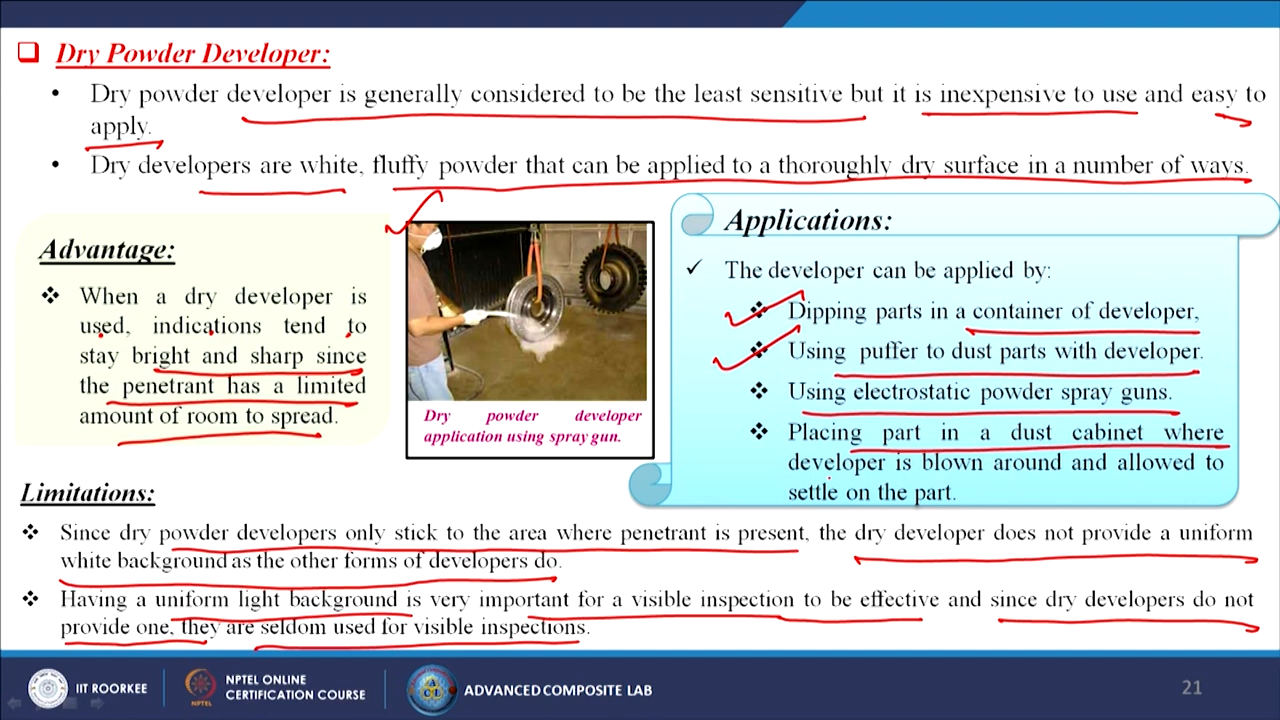 Dry Powder Developer:
• Dry powder developer is generally considered to be the least sensitive but it is inexpensive to use and easy to
apply.
• Dry developers are white, fluffy powder that can be applied to a thoroughly dry surface in a number of ways.
Advantage:
When a dry developer is
used, indications tend to
stay bright and sharp since
the penetrant has a limited
amount of room to spread.
Dry powder developer
application using spray gun.
Applications:
✓ The developer can be applied by:
Dipping parts in a container of developer,
Using puffer to dust parts with developer.
Using electrostatic powder spray guns.
Placing part in a dust cabinet where
developer is blown around and allowed to
settle on the part.
Limitations:
Since dry powder developers only stick to the area where penetrant is present, the dry developer does not provide a uniform
white background as the other forms of developers do.
Having a uniform light background is very important for a visible inspection to be effective and since dry developers do not
provide one, they are seldom used for visible inspections.
IIT ROORKEE
NPTEL
NPTEL ONLINE
CERTIFICATION COURSE
ADVANCED COMPOSITE LAB
21